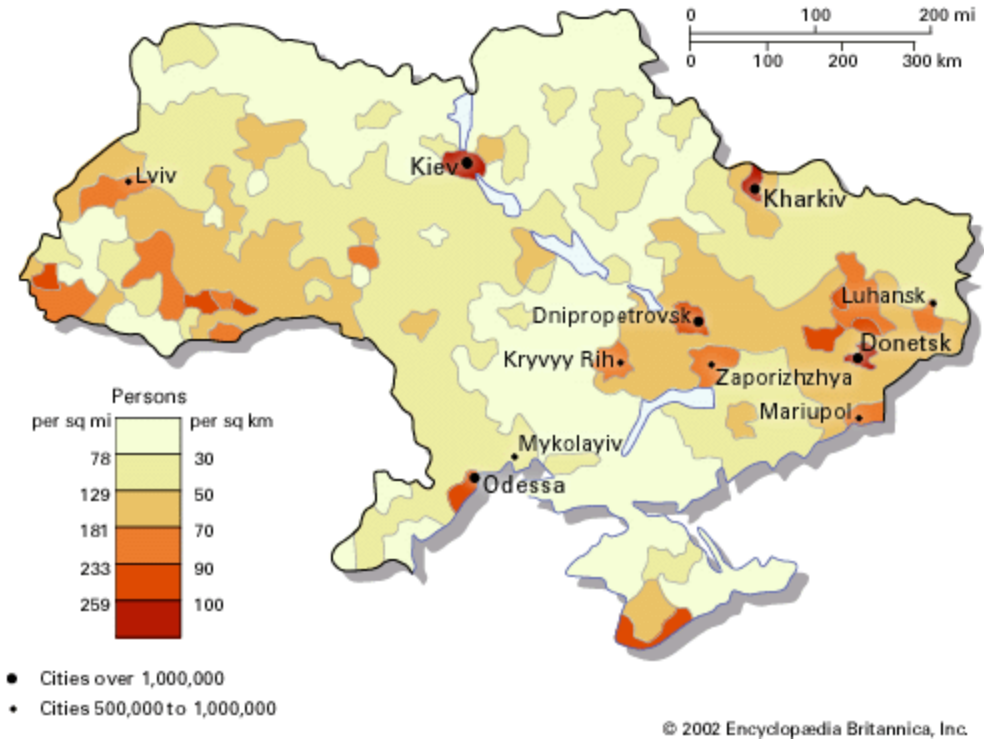 0 100 200 mi
0 100 200 300 km
Kiev
Lviv
Kharkiv
Luhansk
Dnipropetrovsk
Donetsk
Kryvyy Rih
Zaporizhzhya
Mariupol
Mykolayiv
Odessa
Persons
per sq mi per sq km
78 30
129 50
181 70
233 90
259 100
Cities over 1,000,000
Cities 500,000 to 1,000,000
© 2002 Encyclopædia Britannica, Inc.